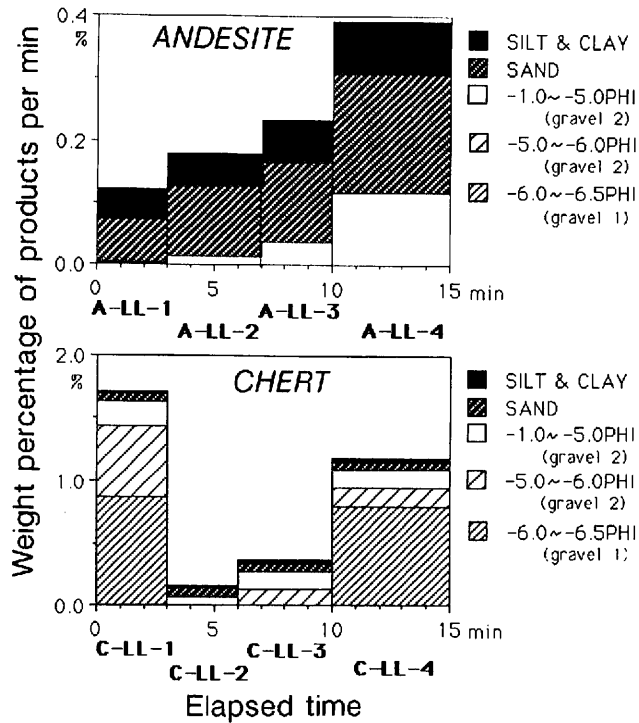 Weight percentage of products per min
0.4
%
0.2
0.0
ANDESITE
SILT & CLAY
SAND
-1.0~-5.0PHI
(gravel 2)
-5.0~-6.0PHI
(gravel 2)
-6.0~-6.5PHI
(gravel 1)
0 5 10 15 min
A-LL-1 A-LL-3
A-LL-2 A-LL-4
2.0
%
1.0
0.0
CHERT
SILT & CLAY
SAND
-1.0~-5.0PHI
(gravel 2)
-5.0~-6.0PHI
(gravel 2)
-6.0~-6.5PHI
(gravel 1)
0 5 10 15 min
C-LL-1 C-LL-3
C-LL-2 C-LL-4
Elapsed time